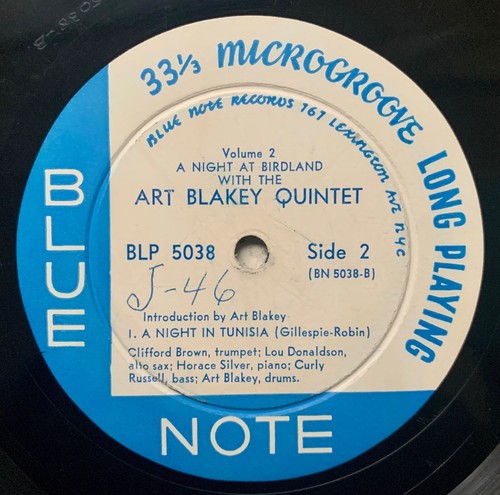 5038-B
33⅓ MICROGROOVE LONG PLAYING
BLUE NOTE RECORDS 767 LEXINGTON AVE NYC
Volume 2
A NIGHT AT BIRDLAND
WITH THE
ART BLAKEY QUINTET
BLP 5038 Side 2
(BN 5038-B)
J-46
Introduction by Art Blakey
1. A NIGHT IN TUNISIA (Gillespie-Robin)
Clifford Brown, trumpet; Lou Donaldson,
alto sax; Horace Silver, piano; Curly
Russell, bass; Art Blakey, drums.
BLUE
NOTE